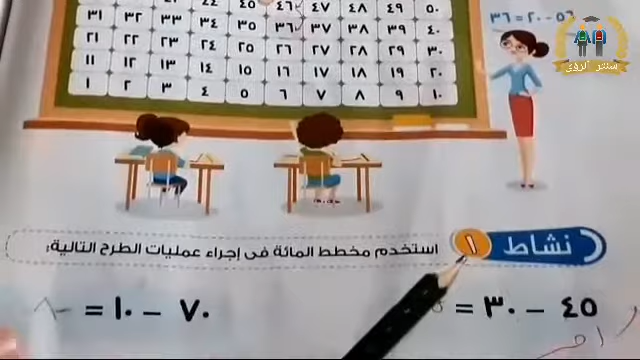 ٤٥ ٤٦ ٤٧ ٤٨ ٤٩ ٥٠
٣١ ٣٢ ٣٣ ٣٤ ٣٥ ٣٦ ٣٧ ٣٨ ٣٩ ٤٠
٢١ ٢٢ ٢٣ ٢٤ ٢٥ ٢٦ ٢٧ ٢٨ ٢٩ ٣٠
١١ ١٢ ١٣ ١٤ ١٥ ١٦ ١٧ ١٨ ١٩ ٢٠
١ ٢ ٣ ٤ ٥ ٦ ٧ ٨ ٩ ١٠
٥٦ - ٢٠ = ٣٦
سنتر الرؤى
نشاط ١ استخدم مخطط المائة فى إجراء عمليات الطرح التالية:
٤٥ - ٣٠ =
٧٠ - ١٠ =